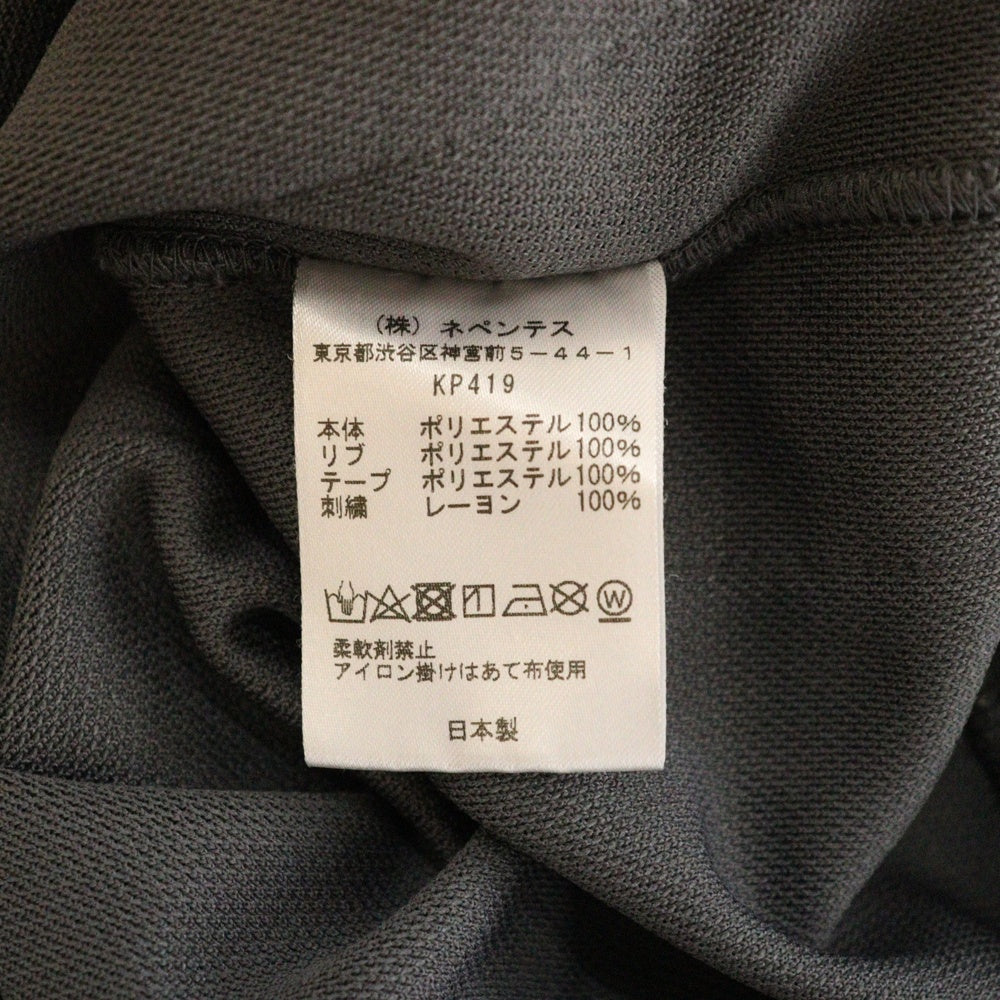 （株）ネペンテス
東京都渋谷区神宮前5-44-1
KP419
本体 ポリエステル100%
リブ ポリエステル100%
テープ ポリエステル100%
刺繍 レーヨン 100%
W
柔軟剤禁止
アイロン掛けはあて布使用
日本製